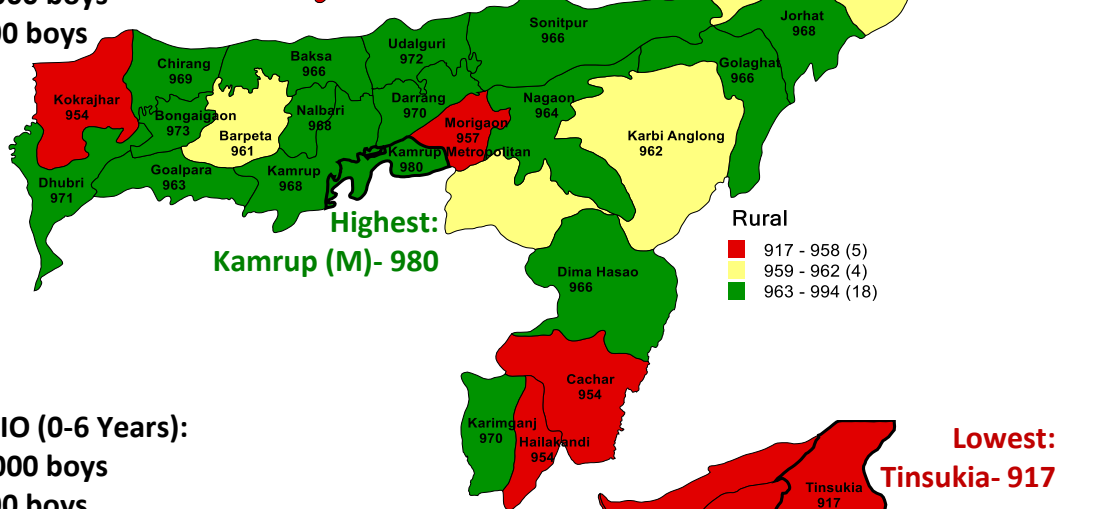 00 boys
Sonitpur
966
Jorhat
968
Udalguri
972
Baksa
966
Chirang
969
Golaghat
966
Kokrajhar
954
Darrang
970
Nagaon
964
Nalbari
Bongaigaon
973
Morigaon
957
Barpeta
961
Karbi Anglong
962
Kamrup Metropolitan
980
Goalpara
963
Kamrup
968
Dhubri
971
Highest:
Kamrup (M)- 980
Rural
917 - 958 (5)
959 - 962 (4)
963 - 994 (18)
Dima Hasao
966
Cachar
954
Karimganj
970
Hailakandi
954
IO (0-6 Years):
000 boys
00 boys
Lowest:
Tinsukia- 917
Tinsukia
917